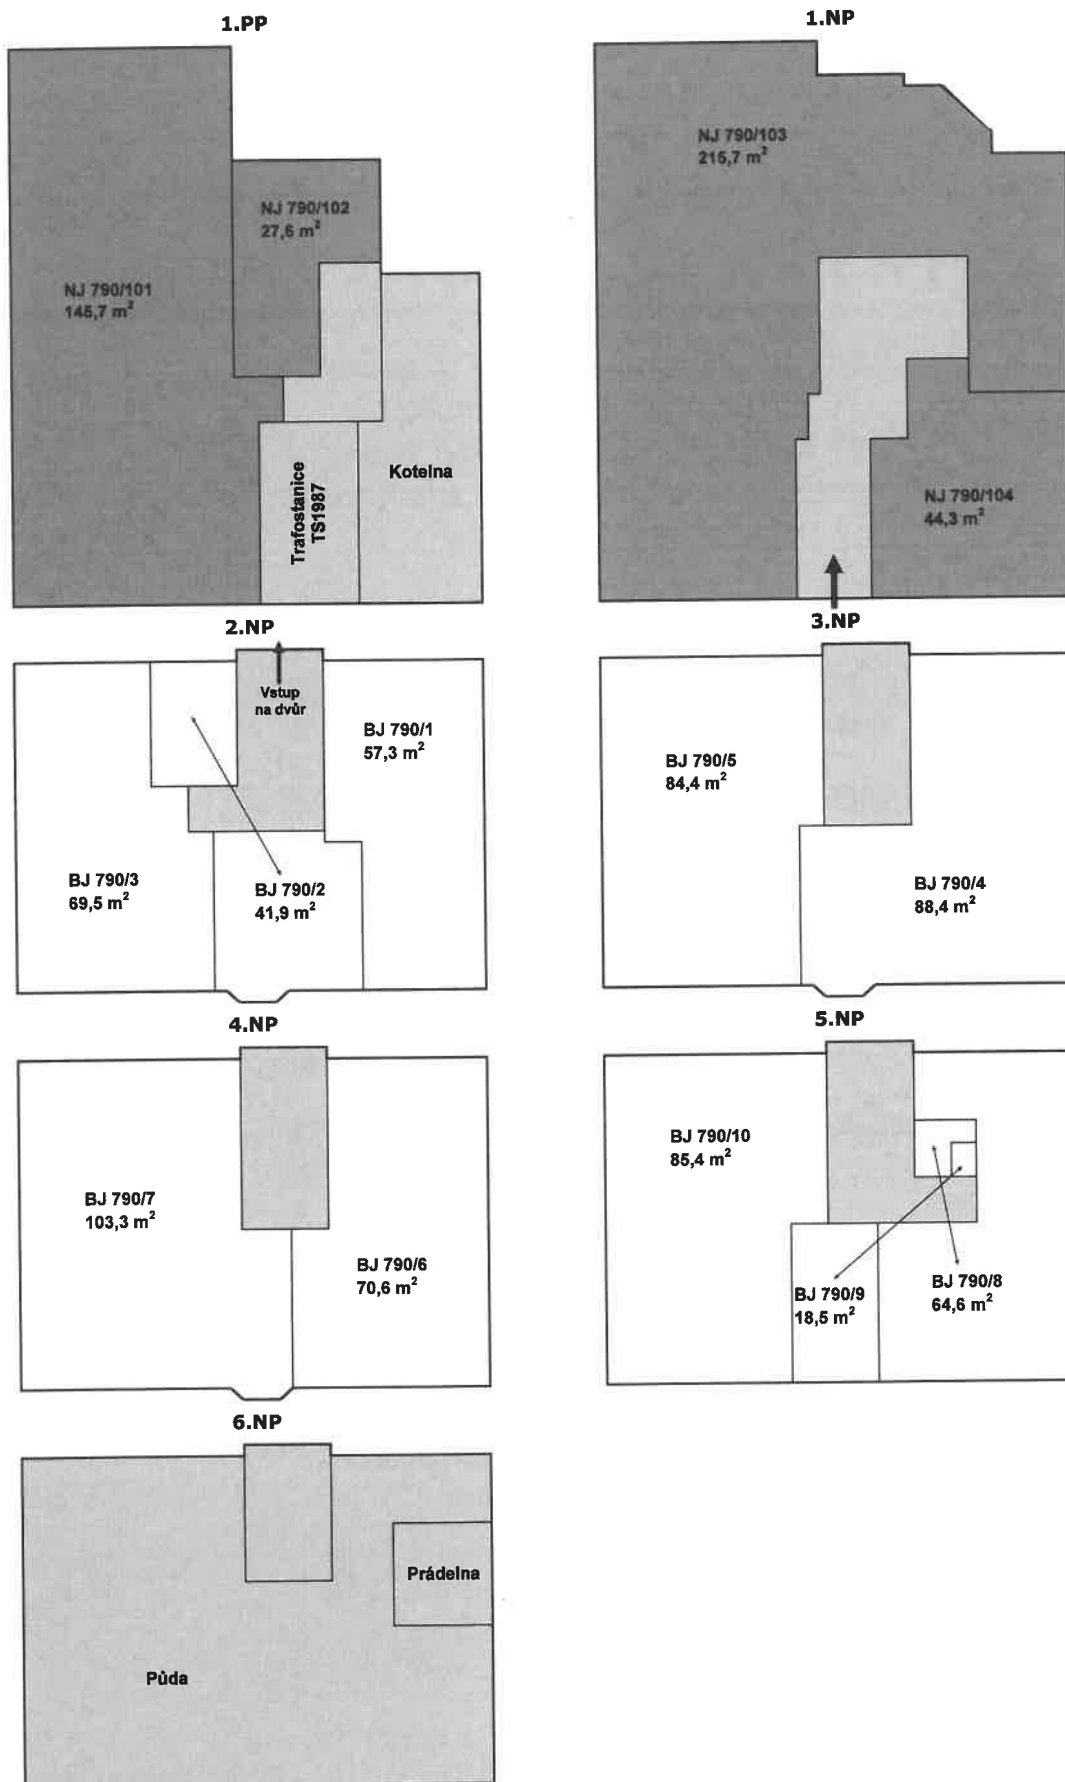 1.PP
NJ 790/102
27,6 m²
NJ 790/101
145,7 m²
Trafostanice
TS1987
Kotelna
1.NP
NJ 790/103
215,7 m²
NJ 790/104
44,3 m²
2.NP
Vstup
na dvůr
BJ 790/1
57,3 m²
BJ 790/3
69,5 m²
BJ 790/2
41,9 m²
3.NP
BJ 790/5
84,4 m²
BJ 790/4
88,4 m²
4.NP
BJ 790/7
103,3 m²
BJ 790/6
70,6 m²
5.NP
BJ 790/10
85,4 m²
BJ 790/9
18,5 m²
BJ 790/8
64,6 m²
6.NP
Prádelna
Půda